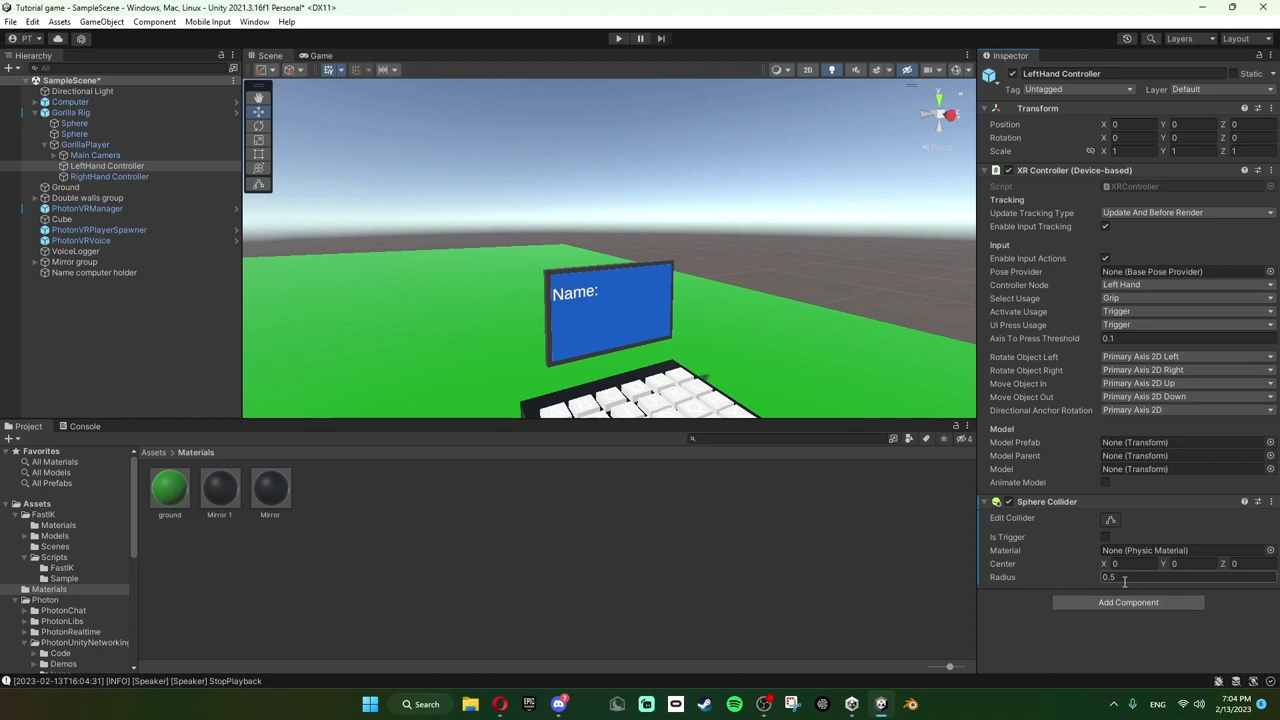 Tutorial game - SampleScene - Windows, Mac, Linux - Unity 2021.3.16f1 Personal* <DX11>
File Edit Assets GameObject Component Mobile Input Window Help
PT Layers Layout
Hierarchy
All
SampleScene*
Directional Light
Computer
Gorilla Rig
Sphere
Sphere
GorillaPlayer
Main Camera
LeftHand Controller
RightHand Controller
Ground
Double walls group
PhotonVRManager
Cube
PhotonVRPlayerSpawner
PhotonVRVoice
VoiceLogger
Mirror group
Name computer holder
Scene Game
2D
Persp
Name:
Inspector
LeftHand Controller Static
Tag Untagged Layer Default
Transform
Position X 0 Y 0 Z 0
Rotation X 0 Y 0 Z 0
Scale X 1 Y 1 Z 1
XR Controller (Device-based)
Script XRController
Tracking
Update Tracking Type Update And Before Render
Enable Input Tracking
Input
Enable Input Actions
Pose Provider None (Base Pose Provider)
Controller Node Left Hand
Select Usage Grip
Activate Usage Trigger
UI Press Usage Trigger
Axis To Press Threshold 0.1
Rotate Object Left Primary Axis 2D Left
Rotate Object Right Primary Axis 2D Right
Move Object In Primary Axis 2D Up
Move Object Out Primary Axis 2D Down
Directional Anchor Rotation Primary Axis 2D
Model
Model Prefab None (Transform)
Model Parent None (Transform)
Model None (Transform)
Animate Model
Sphere Collider
Edit Collider
Is Trigger
Material None (Physic Material)
Center X 0 Y 0 Z 0
Radius 0.5
Add Component
Project Console
4
Favorites
All Materials
All Models
All Prefabs
Assets
FastIK
Materials
Models
Scenes
Scripts
FastIK
Sample
Materials
Photon
PhotonChat
PhotonLibs
PhotonRealtime
PhotonUnityNetworking
Code
Demos
Assets > Materials
ground Mirror 1 Mirror
[2023-02-13T16:04:31] [INFO] [Speaker] [Speaker] StopPlayback
Search
ENG
7:04 PM
2/13/2023